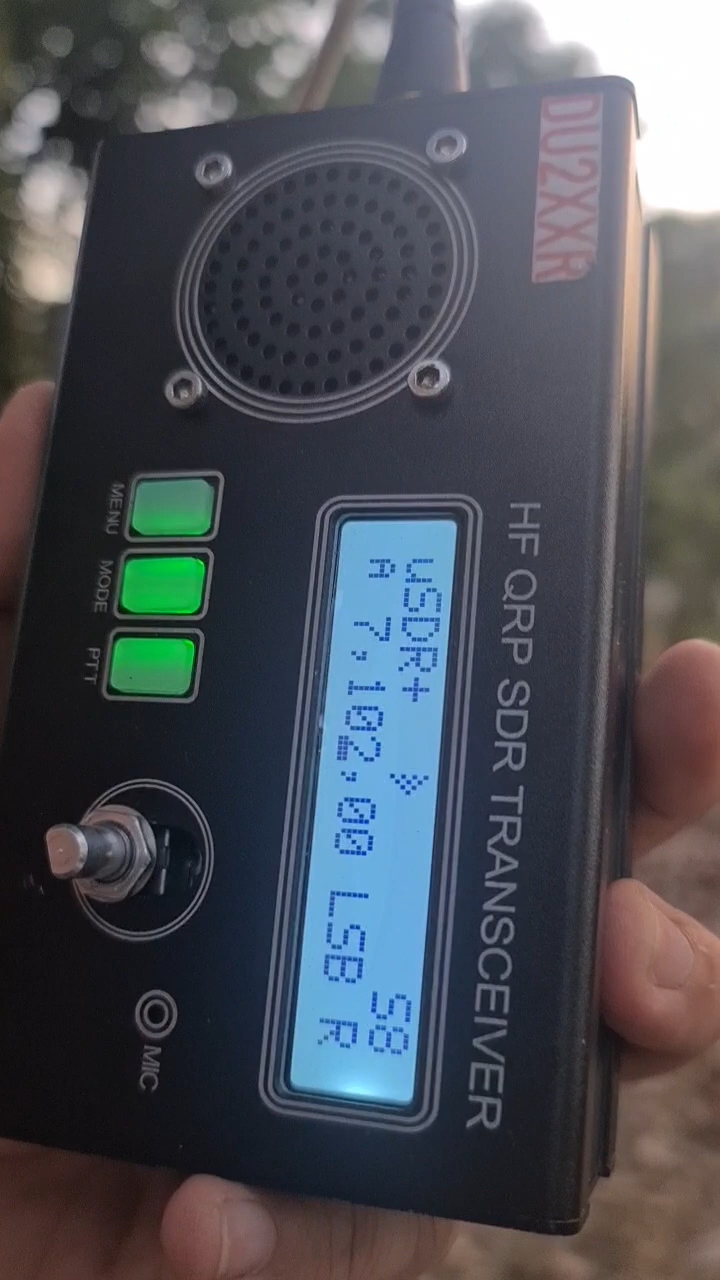 DU2XXR
HF QRP SDR TRANSCEIVER
uSDR+ S8
A 7,102,00 LSB R
MENU
MODE
PTT
MIC